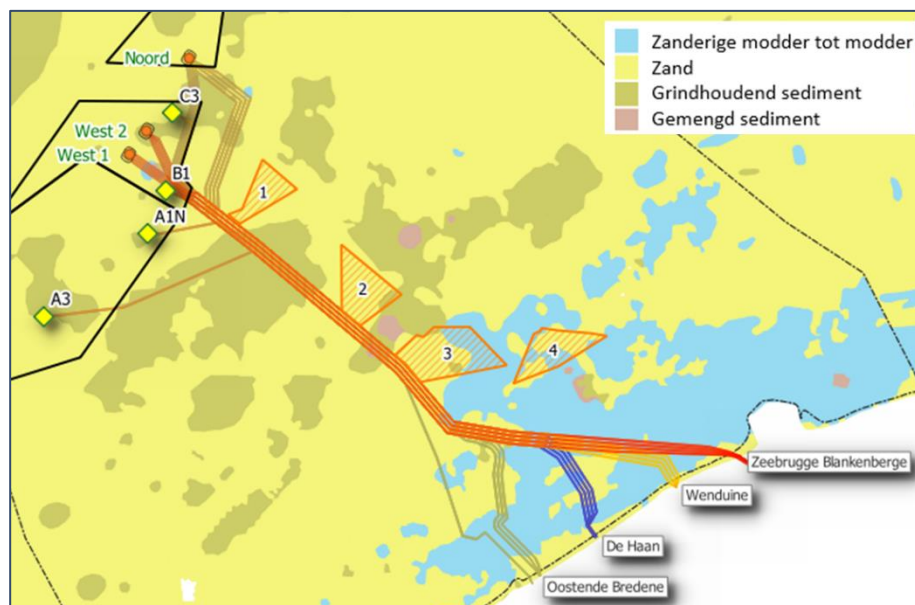 Zanderige modder tot modder
Zand
Grindhoudend sediment
Gemengd sediment
Noord
C3
West 2
West 1
B1
1
A1N
2
A3
3
4
Zeebrugge Blankenberge
Wenduine
De Haan
Oostende Bredene